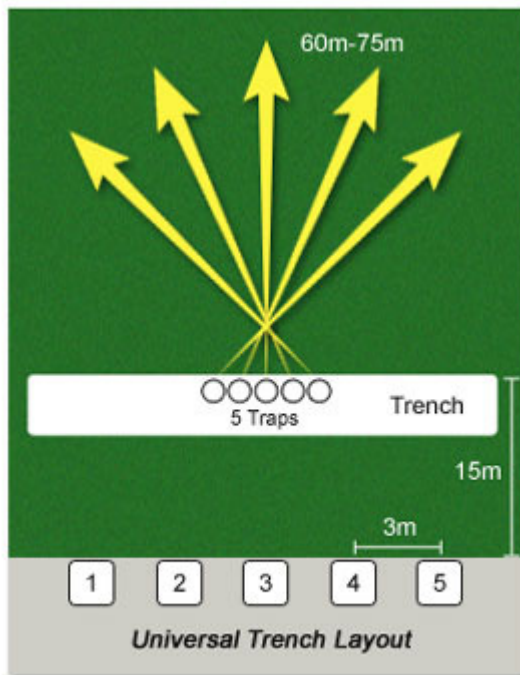 60m-75m
Trench
5 Traps
15m
3m
1 2 3 4 5
Universal Trench Layout